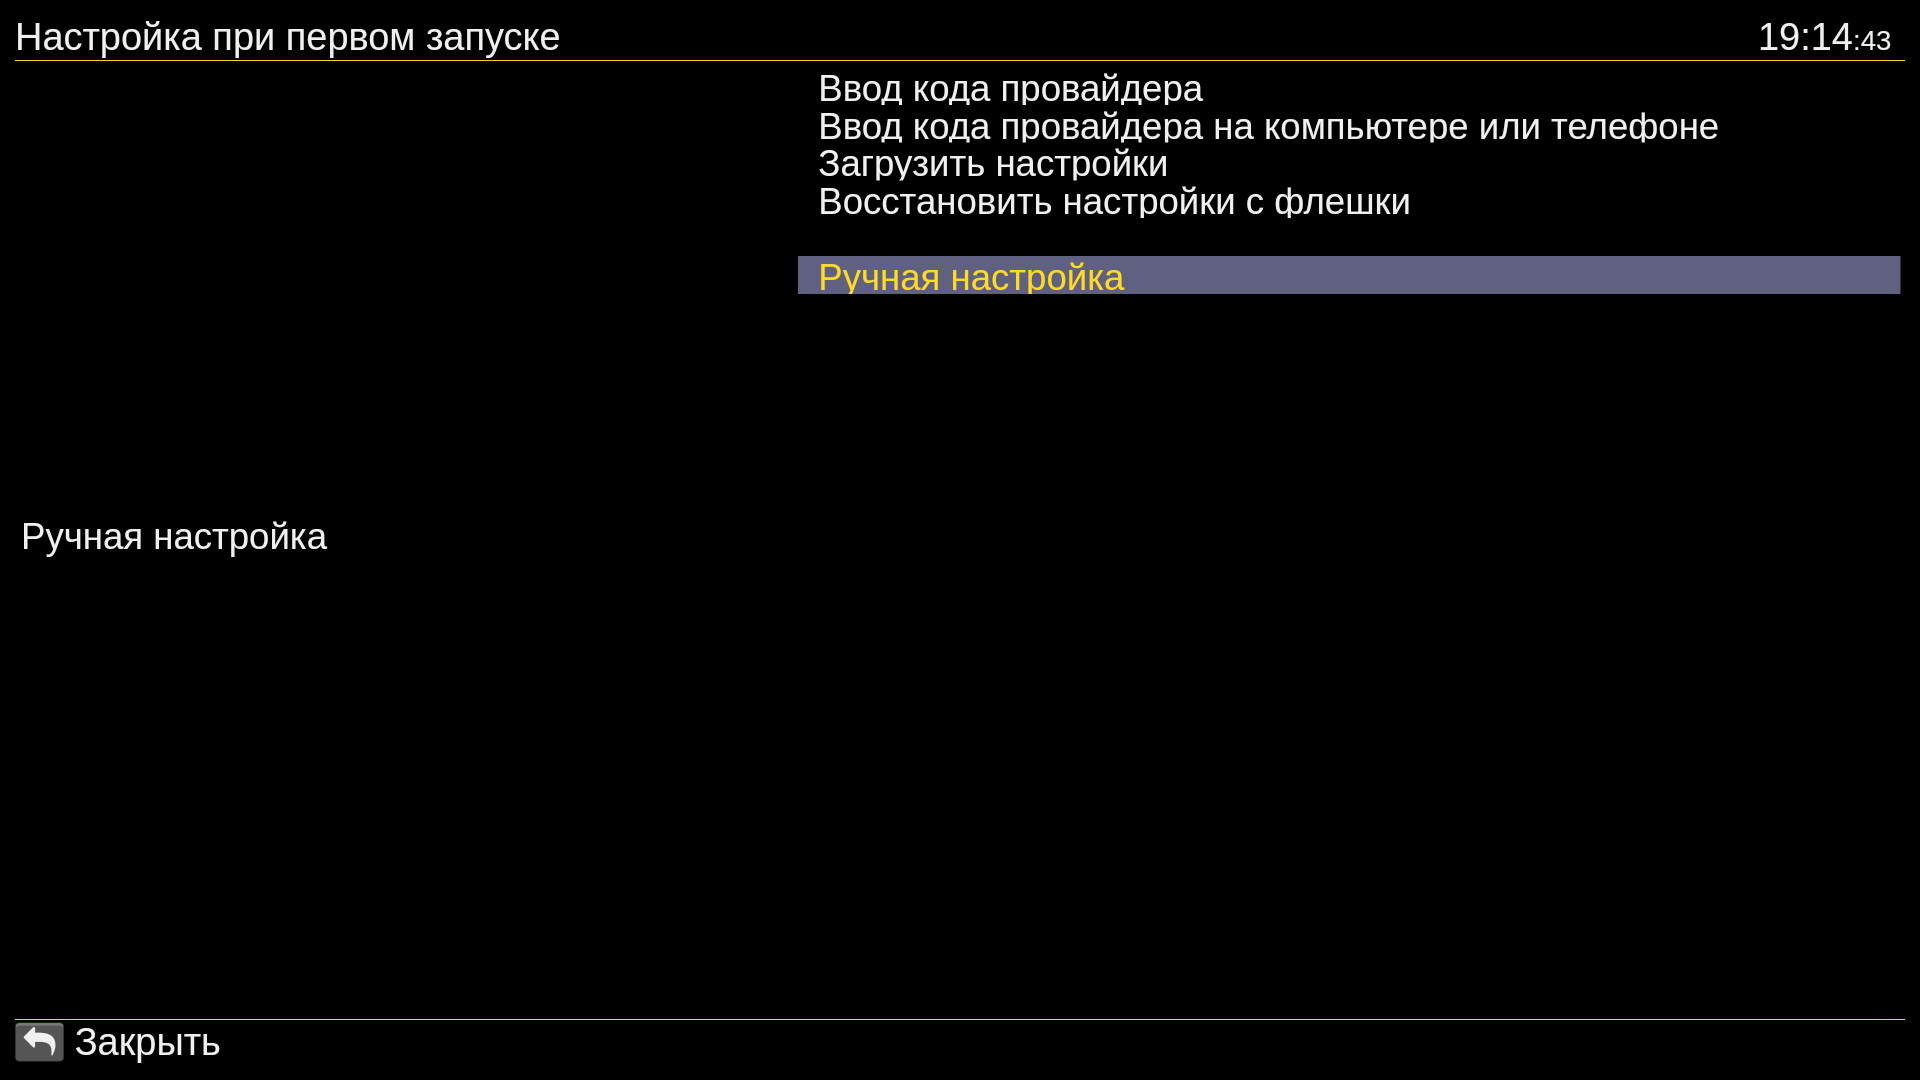 Настройка при первом запуске
19:14:43
Ввод кода провайдера
Ввод кода провайдера на компьютере или телефоне
Загрузить настройки
Восстановить настройки с флешки
Ручная настройка
Ручная настройка
Закрыть